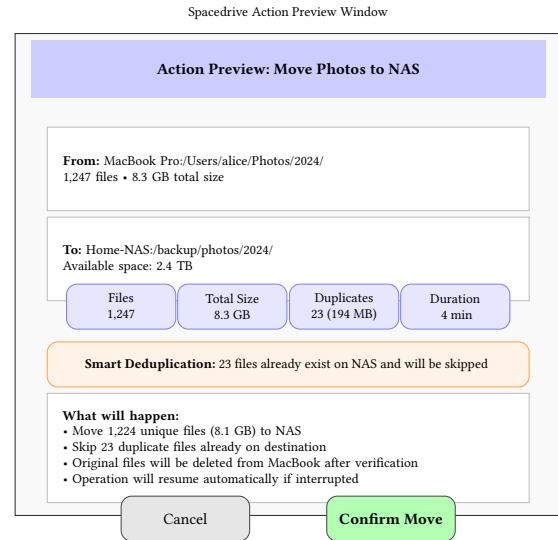 Spacedrive Action Preview Window
Action Preview: Move Photos to NAS
From: MacBook Pro:/Users/alice/Photos/2024/
1,247 files • 8.3 GB total size
To: Home-NAS:/backup/photos/2024/
Available space: 2.4 TB
Files
1,247
Total Size
8.3 GB
Duplicates
23 (194 MB)
Duration
4 min
Smart Deduplication: 23 files already exist on NAS and will be skipped
What will happen:
• Move 1,224 unique files (8.1 GB) to NAS
• Skip 23 duplicate files already on destination
• Original files will be deleted from MacBook after verification
• Operation will resume automatically if interrupted
Cancel
Confirm Move